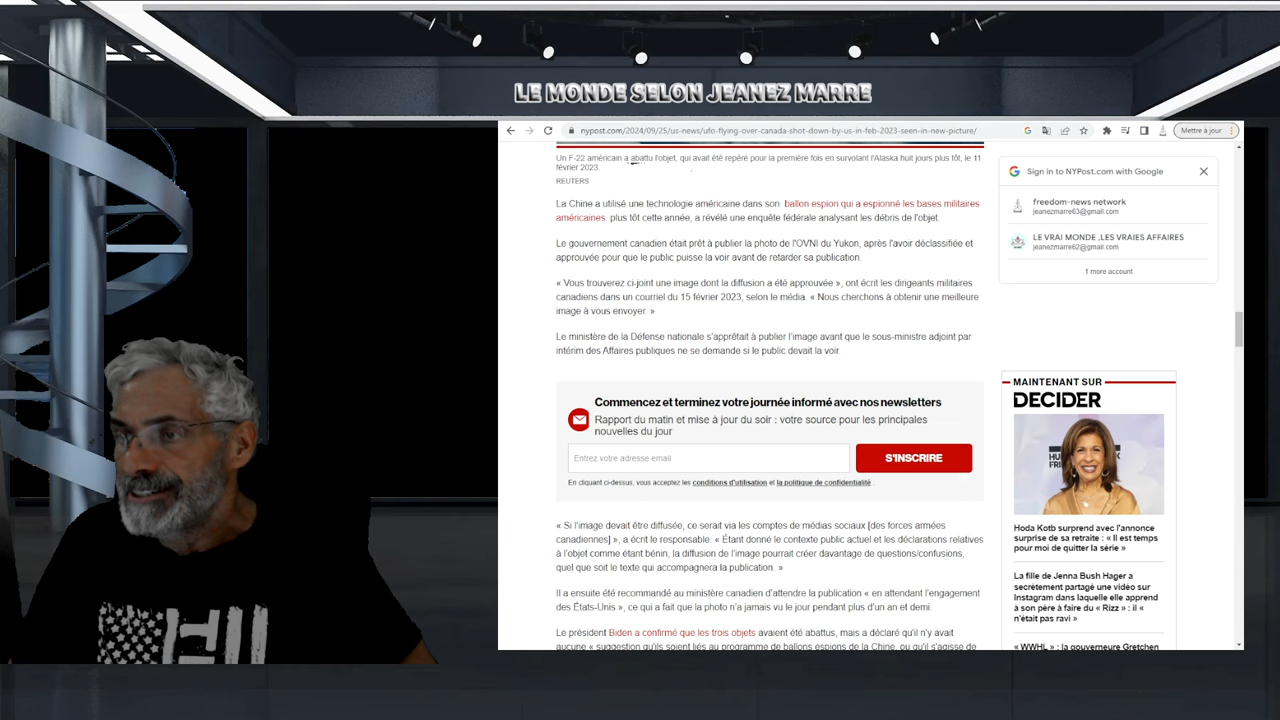 LE MONDE SELON JEANEZ MARRE
nypost.com/2024/09/25/us-news/ufo-flying-over-canada-shot-down-by-us-in-feb-2023-seen-in-new-picture/
Mettre à jour
Un F-22 américain a abattu l'objet, qui avait été repéré pour la première fois en survolant l'Alaska huit jours plus tôt, le 11
février 2023.
REUTERS
La Chine a utilisé une technologie américaine dans son ballon espion qui a espionné les bases militaires
américaines plus tôt cette année, a révélé une enquête fédérale analysant les débris de l'objet.
Le gouvernement canadien était prêt à publier la photo de l'OVNI du Yukon, après l'avoir déclassifiée et
approuvée pour que le public puisse la voir avant de retarder sa publication.
« Vous trouverez ci-joint une image dont la diffusion a été approuvée », ont écrit les dirigeants militaires
canadiens dans un courriel du 15 février 2023, selon le média. « Nous cherchons à obtenir une meilleure
image à vous envoyer. »
Le ministère de la Défense nationale s'apprêtait à publier l'image avant que le sous-ministre adjoint par
intérim des Affaires publiques ne se demande si le public devait la voir.
Commencez et terminez votre journée informé avec nos newsletters
Rapport du matin et mise à jour du soir : votre source pour les principales
nouvelles du jour
Entrez votre adresse email
S'INSCRIRE
En cliquant ci-dessus, vous acceptez les conditions d'utilisation et la politique de confidentialité .
« Si l'image devait être diffusée, ce serait via les comptes de médias sociaux [des forces armées
canadiennes] », a écrit le responsable. « Étant donné le contexte public actuel et les déclarations relatives
à l'objet comme étant bénin, la diffusion de l'image pourrait créer davantage de questions/confusions,
quel que soit le texte qui accompagnera la publication. »
Il a ensuite été recommandé au ministère canadien d'attendre la publication « en attendant l'engagement
des États-Unis », ce qui a fait que la photo n'a jamais vu le jour pendant plus d'un an et demi.
Le président Biden a confirmé que les trois objets avaient été abattus, mais a déclaré qu'il n'y avait
aucune « suggestion qu'ils soient liés au programme de ballons espions de la Chine, ou qu'il s'agisse de
Sign in to NYPost.com with Google
freedom-news network
jeanezmarre63@gmail.com
LE VRAI MONDE ,LES VRAIES AFFAIRES
jeanezmarre62@gmail.com
1 more account
MAINTENANT SUR
DECIDER
Hoda Kotb surprend avec l'annonce
surprise de sa retraite : « Il est temps
pour moi de quitter la série »
La fille de Jenna Bush Hager a
secrètement partagé une vidéo sur
Instagram dans laquelle elle apprend
à son père à faire du « Rizz » : il «
n'était pas ravi »
« WWHL » : la gouverneure Gretchen